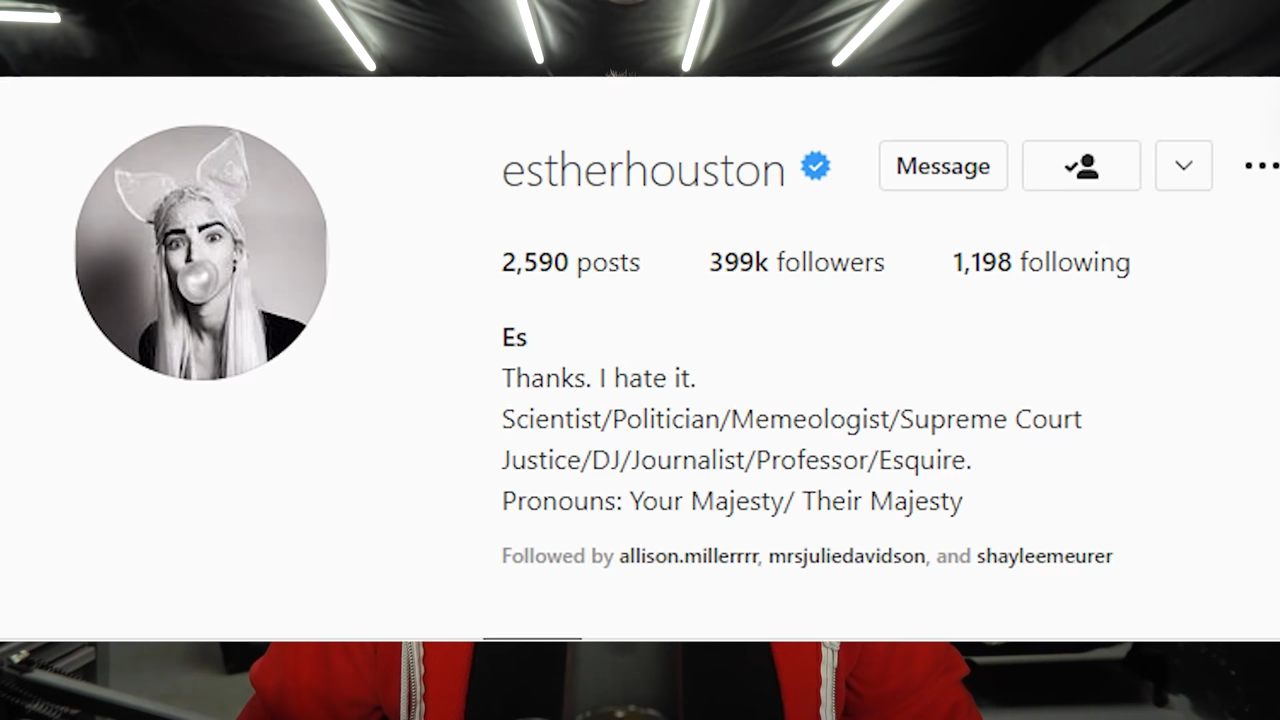 estherhouston
Message
2,590 posts 399k followers 1,198 following
Es
Thanks. I hate it.
Scientist/Politician/Memeologist/Supreme Court
Justice/DJ/Journalist/Professor/Esquire.
Pronouns: Your Majesty/ Their Majesty
Followed by allison.millerrrr, mrsjuliedavidson, and shayleemeurer